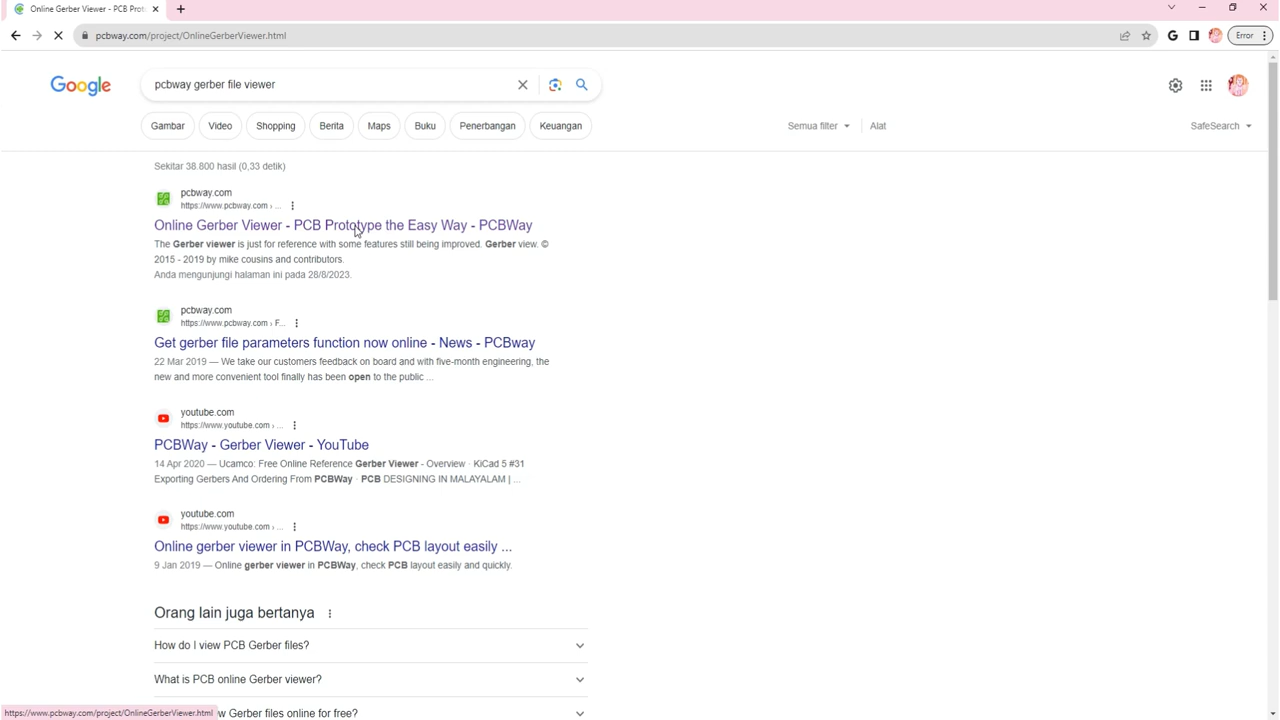 Online Gerber Viewer - PCB Prot
pcbway.com/project/OnlineGerberViewer.html
Error
Google
pcbway gerber file viewer
Gambar Video Shopping Berita Maps Buku Penerbangan Keuangan Semua filter Alat SafeSearch
Sekitar 38.800 hasil (0,33 detik)
pcbway.com
https://www.pcbway.com › ...
Online Gerber Viewer - PCB Prototype the Easy Way - PCBWay
The Gerber viewer is just for reference with some features still being improved. Gerber view. ©
2015 - 2019 by mike cousins and contributors.
Anda mengunjungi halaman ini pada 28/8/2023.
pcbway.com
https://www.pcbway.com › F...
Get gerber file parameters function now online - News - PCBway
22 Mar 2019 — We take our customers feedback on board and with five-month engineering, the
new and more convenient tool finally has been open to the public ...
youtube.com
https://www.youtube.com › ...
PCBWay - Gerber Viewer - YouTube
14 Apr 2020 — Ucamco: Free Online Reference Gerber Viewer - Overview · KiCad 5 #31
Exporting Gerbers And Ordering From PCBWay · PCB DESIGNING IN MALAYALAM | ...
youtube.com
https://www.youtube.com › ...
Online gerber viewer in PCBWay, check PCB layout easily ...
9 Jan 2019 — Online gerber viewer in PCBWay, check PCB layout easily and quickly.
Orang lain juga bertanya
How do I view PCB Gerber files?
What is PCB online Gerber viewer?
https://www.pcbway.com/project/OnlineGerberViewer.html w Gerber files online for free?